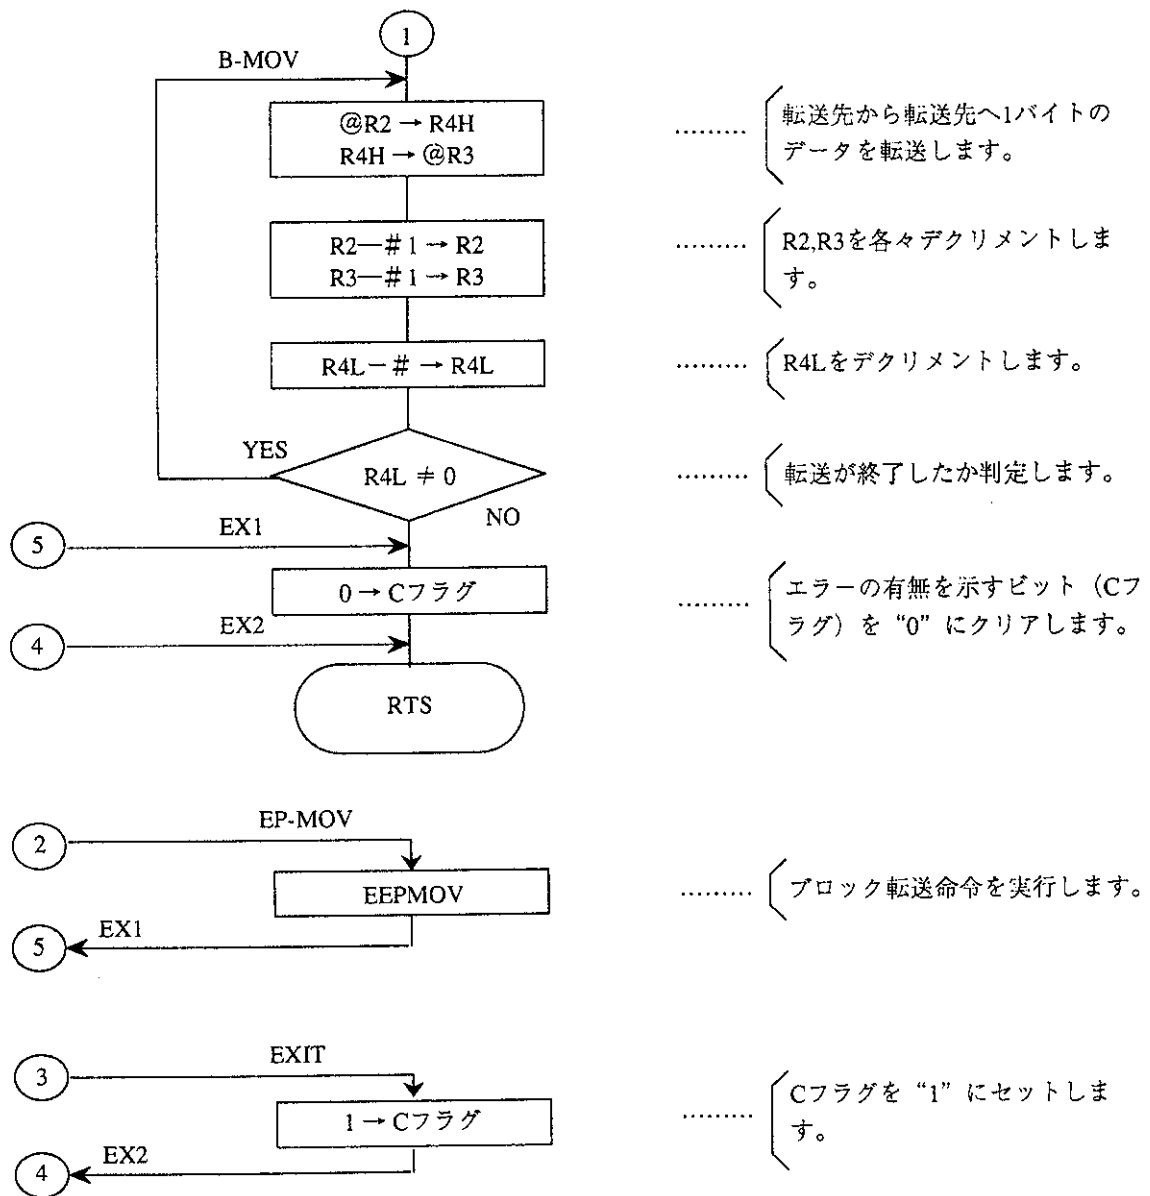 1
B-MOV
@R2 → R4H
R4H → @R3
……… 転送先から転送先へ1バイトの
データを転送します。
R2—#1 → R2
R3—#1 → R3
……… R2,R3を各々デクリメントしま
す。
R4L－# → R4L
……… R4Lをデクリメントします。
YES
R4L ≠ 0
……… 転送が終了したか判定します。
NO
5
EX1
0 → Cフラグ
……… エラーの有無を示すビット（Cフ
ラグ）を“0”にクリアします。
4
EX2
RTS
2
EP-MOV
EEPMOV
……… ブロック転送命令を実行します。
5
EX1
3
EXIT
1 → Cフラグ
……… Cフラグを“1”にセットしま
す。
4
EX2